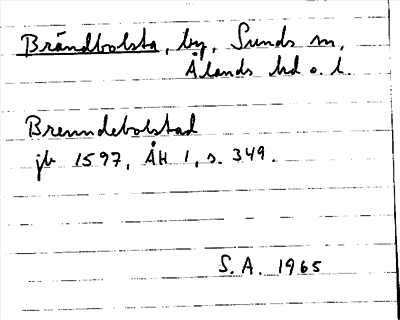 Brändbolsta, by, Sunds sn,
Ålands hd o. l.
Brenndebolstad
jb 1597, ÅH 1, s. 349.
S. A. 1965